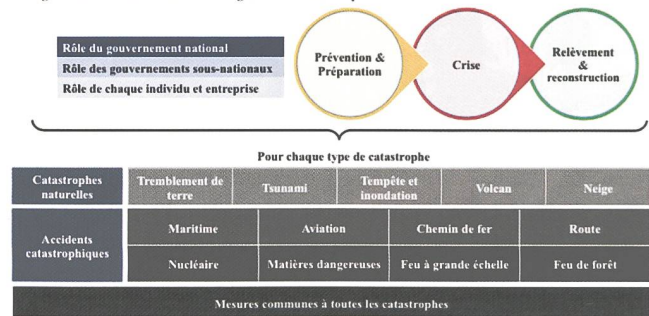 Rôle du gouvernement national
Rôle des gouvernements sous-nationaux
Rôle de chaque individu et entreprise
Prévention &
Préparation
Crise
Relèvement
&
reconstruction
Pour chaque type de catastrophe
Catastrophes
naturelles
Tremblement de
terre
Tsunami
Tempête et
inondation
Volcan
Neige
Accidents
catastrophiques
Maritime
Aviation
Chemin de fer
Route
Nucléaire
Matières dangereuses
Feu à grande échelle
Feu de forêt
Mesures communes à toutes les catastrophes